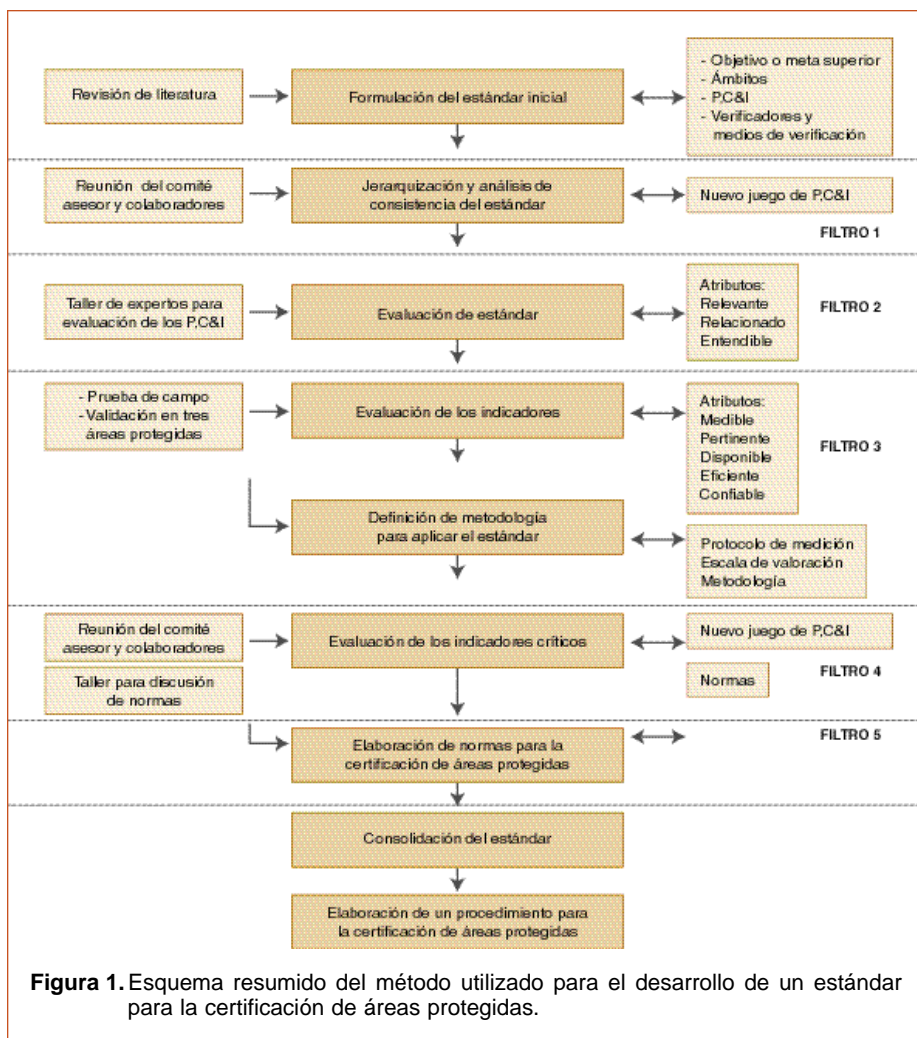 Revisión de literatura
Formulación del estándar inicial
- Objetivo o meta superior
- Ámbitos
- P,C&I
- Verificadores y
medios de verificación
Reunión del comité
asesor y colaboradores
Jerarquización y análisis de
consistencia del estándar
Nuevo juego de P,C&I
FILTRO 1
Taller de expertos para
evaluación de los P,C&I
Evaluación de estándar
Atributos:
Relevante
Relacionado
Entendible
FILTRO 2
- Prueba de campo
- Validación en tres
áreas protegidas
Evaluación de los indicadores
Atributos:
Medible
Pertinente
Disponible
Eficiente
Confiable
FILTRO 3
Definición de metodología
para aplicar el estándar
Protocolo de medición
Escala de valoración
Metodología
Reunión del comité
asesor y colaboradores
Evaluación de los indicadores críticos
Nuevo juego de P,C&I
Taller para discusión
de normas
Normas
FILTRO 4
Elaboración de normas para la
certificación de áreas protegidas
FILTRO 5
Consolidación del estándar
Elaboración de un procedimiento para
la certificación de áreas protegidas
Figura 1. Esquema resumido del método utilizado para el desarrollo de un estándar
para la certificación de áreas protegidas.